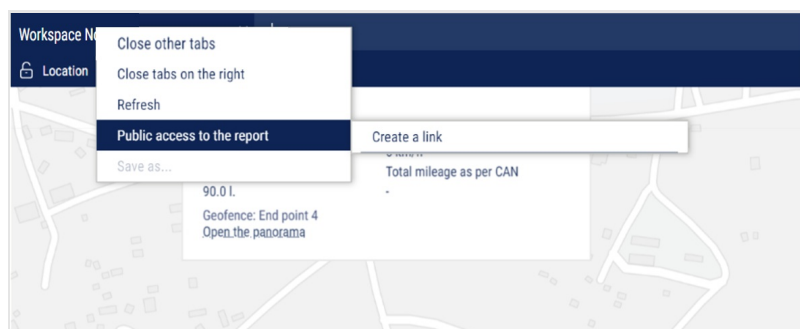 Workspace
Close other tabs
Location
Close tabs on the right
Refresh
Public access to the report
Create a link
Save as...
Total mileage as per CAN
90.0 l.
-
Geofence: End point 4
Open the panorama